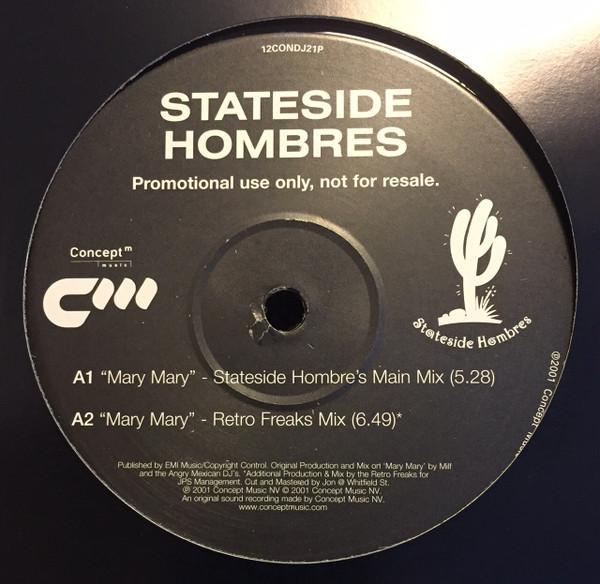 12CONDJ21P
STATESIDE
HOMBRES
Promotional use only, not for resale.
Concept m
music
cm
Stateside Hombres
A1 “Mary Mary” - Stateside Hombre's Main Mix (5.28)
A2 “Mary Mary” - Retro Freaks Mix (6.49)*
Published by EMI Music/Copyright Control. Original Production and Mix on 'Mary Mary' by Milf
and the Angry Mexican DJ's. *Additional Production & Mix by the Retro Freaks for
JPS Management. Cut and Mastered by Jon @ Whitfield St.
℗ 2001 Concept Music NV © 2001 Concept Music NV.
An original sound recording made by Concept Music NV.
www.conceptmusic.com
©2001 Concept